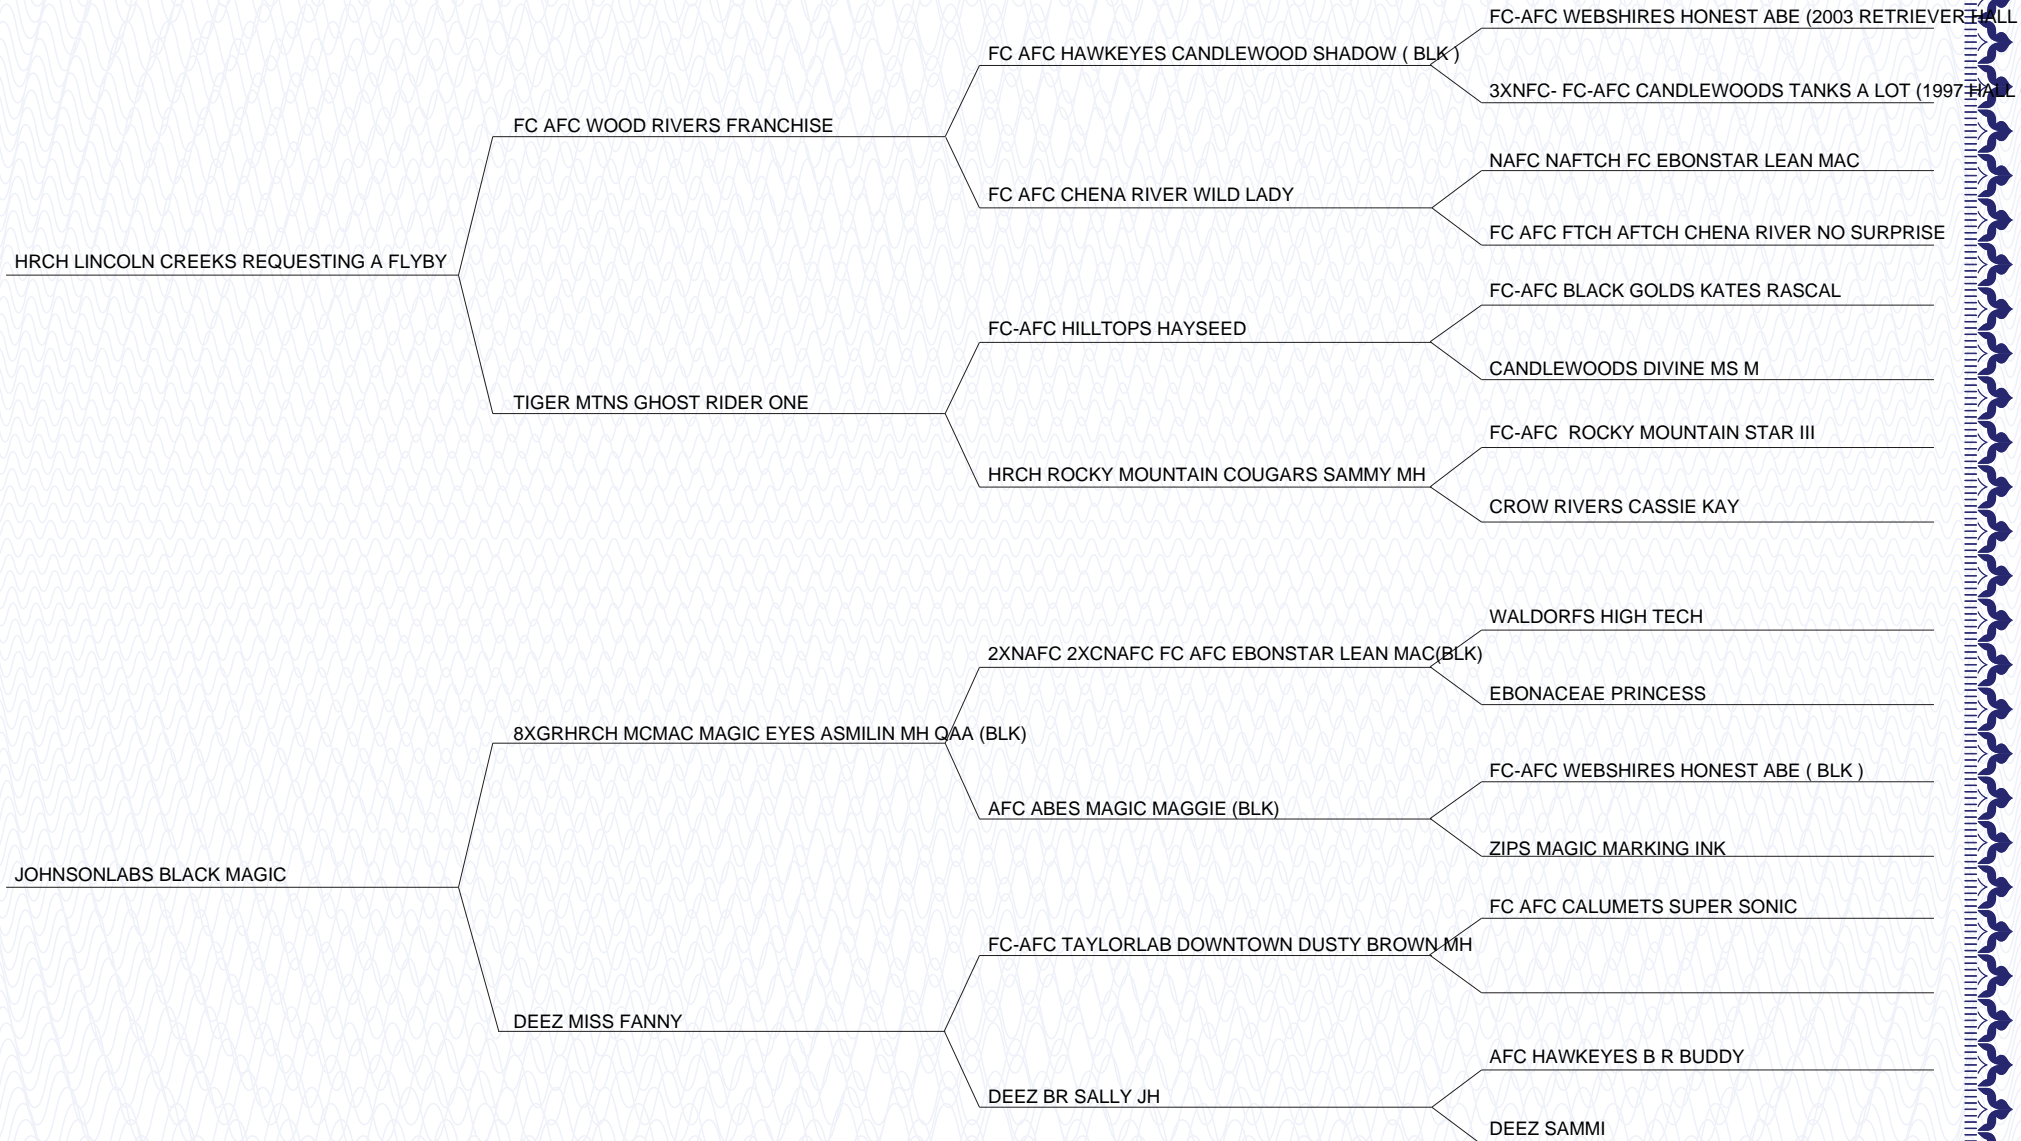 FC-AFC WEBSHIRES HONEST ABE (2003 RETRIEVER HALL
FC AFC HAWKEYES CANDLEWOOD SHADOW ( BLK )
3XNFC- FC-AFC CANDLEWOODS TANKS A LOT (1997 HALL
FC AFC WOOD RIVERS FRANCHISE
NAFC NAFTCH FC EBONSTAR LEAN MAC
FC AFC CHENA RIVER WILD LADY
FC AFC FTCH AFTCH CHENA RIVER NO SURPRISE
HRCH LINCOLN CREEKS REQUESTING A FLYBY
FC-AFC BLACK GOLDS KATES RASCAL
FC-AFC HILLTOPS HAYSEED
CANDLEWOODS DIVINE MS M
TIGER MTNS GHOST RIDER ONE
FC-AFC  ROCKY MOUNTAIN STAR III
HRCH ROCKY MOUNTAIN COUGARS SAMMY MH
CROW RIVERS CASSIE KAY
WALDORFS HIGH TECH
2XNAFC 2XCNAFC FC AFC EBONSTAR LEAN MAC(BLK)
EBONACEAE PRINCESS
8XGRHRCH MCMAC MAGIC EYES ASMILIN MH QAA (BLK)
FC-AFC WEBSHIRES HONEST ABE ( BLK )
AFC ABES MAGIC MAGGIE (BLK)
ZIPS MAGIC MARKING INK
JOHNSONLABS BLACK MAGIC
FC AFC CALUMETS SUPER SONIC
FC-AFC TAYLORLAB DOWNTOWN DUSTY BROWN MH
DEEZ MISS FANNY
AFC HAWKEYES B R BUDDY
DEEZ BR SALLY JH
DEEZ SAMMI